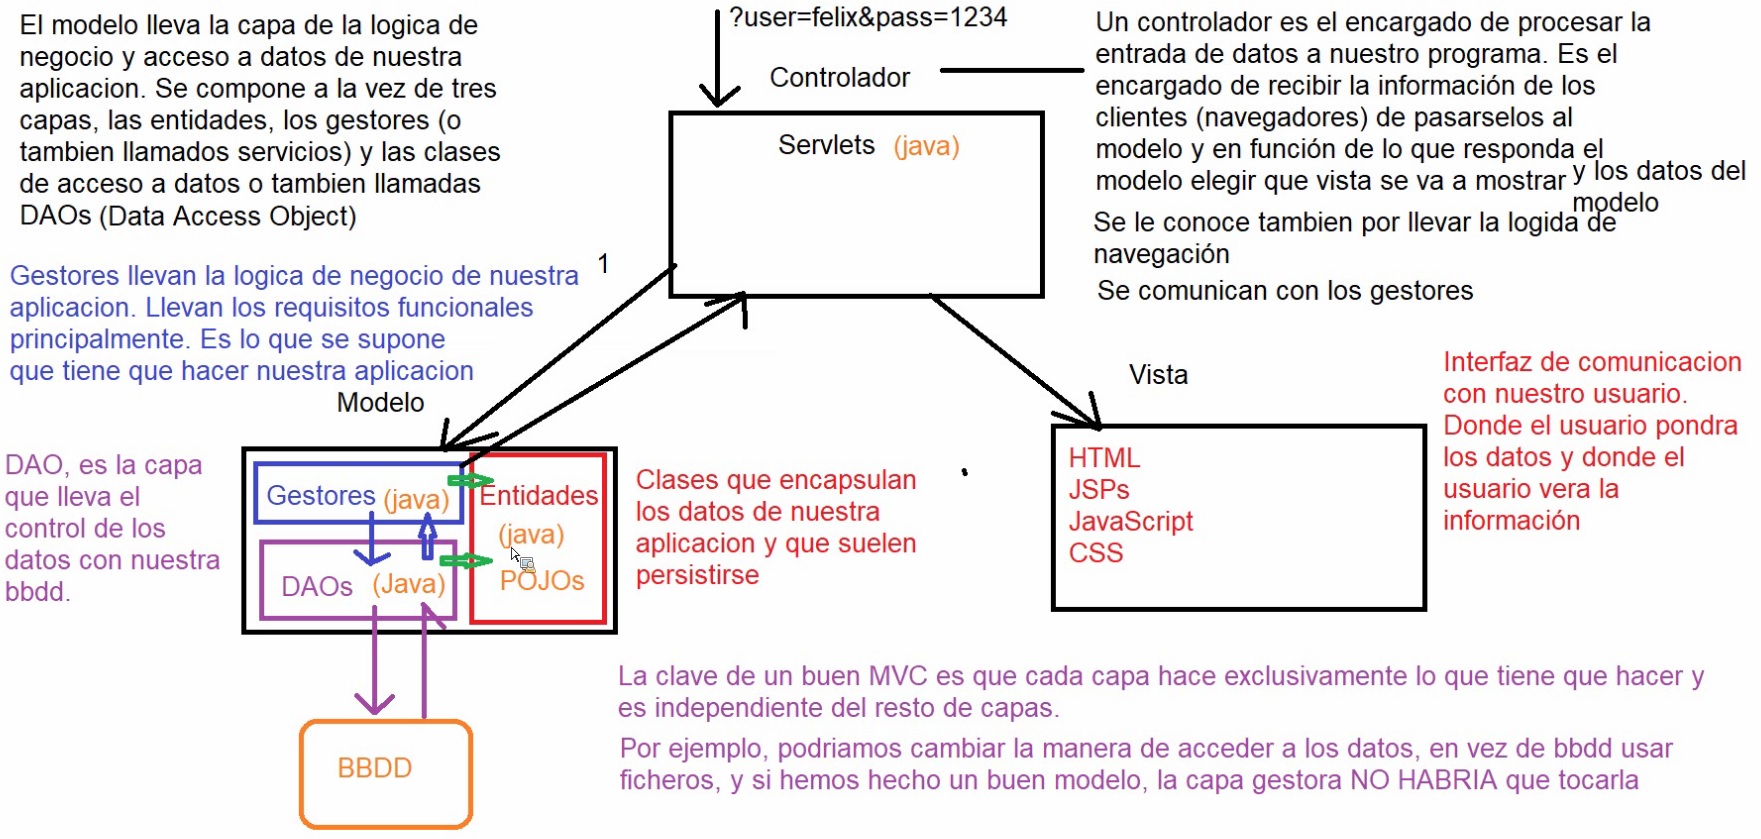 El modelo lleva la capa de la logica de
negocio y acceso a datos de nuestra
aplicacion. Se compone a la vez de tres
capas, las entidades, los gestores (o
tambien llamados servicios) y las clases
de acceso a datos o tambien llamadas
DAOs (Data Access Object)
?user=felix&pass=1234
Controlador
Servlets (java)
Un controlador es el encargado de procesar la
entrada de datos a nuestro programa. Es el
encargado de recibir la información de los
clientes (navegadores) de pasarselos al
modelo y en función de lo que responda el
modelo elegir que vista se va a mostrar
y los datos del
modelo
Se le conoce tambien por llevar la logida de
navegación
Se comunican con los gestores
Gestores llevan la logica de negocio de nuestra
aplicacion. Llevan los requisitos funcionales
principalmente. Es lo que se supone
que tiene que hacer nuestra aplicacion
1
Modelo
DAO, es la capa
que lleva el
control de los
datos con nuestra
bbdd.
Gestores (java)
DAOs (Java)
Entidades
(java)
POJOs
Clases que encapsulan
los datos de nuestra
aplicacion y que suelen
persistirse
Vista
HTML
JSPs
JavaScript
CSS
Interfaz de comunicacion
con nuestro usuario.
Donde el usuario pondra
los datos y donde el
usuario vera la
información
BBDD
La clave de un buen MVC es que cada capa hace exclusivamente lo que tiene que hacer y
es independiente del resto de capas.
Por ejemplo, podriamos cambiar la manera de acceder a los datos, en vez de bbdd usar
ficheros, y si hemos hecho un buen modelo, la capa gestora NO HABRIA que tocarla